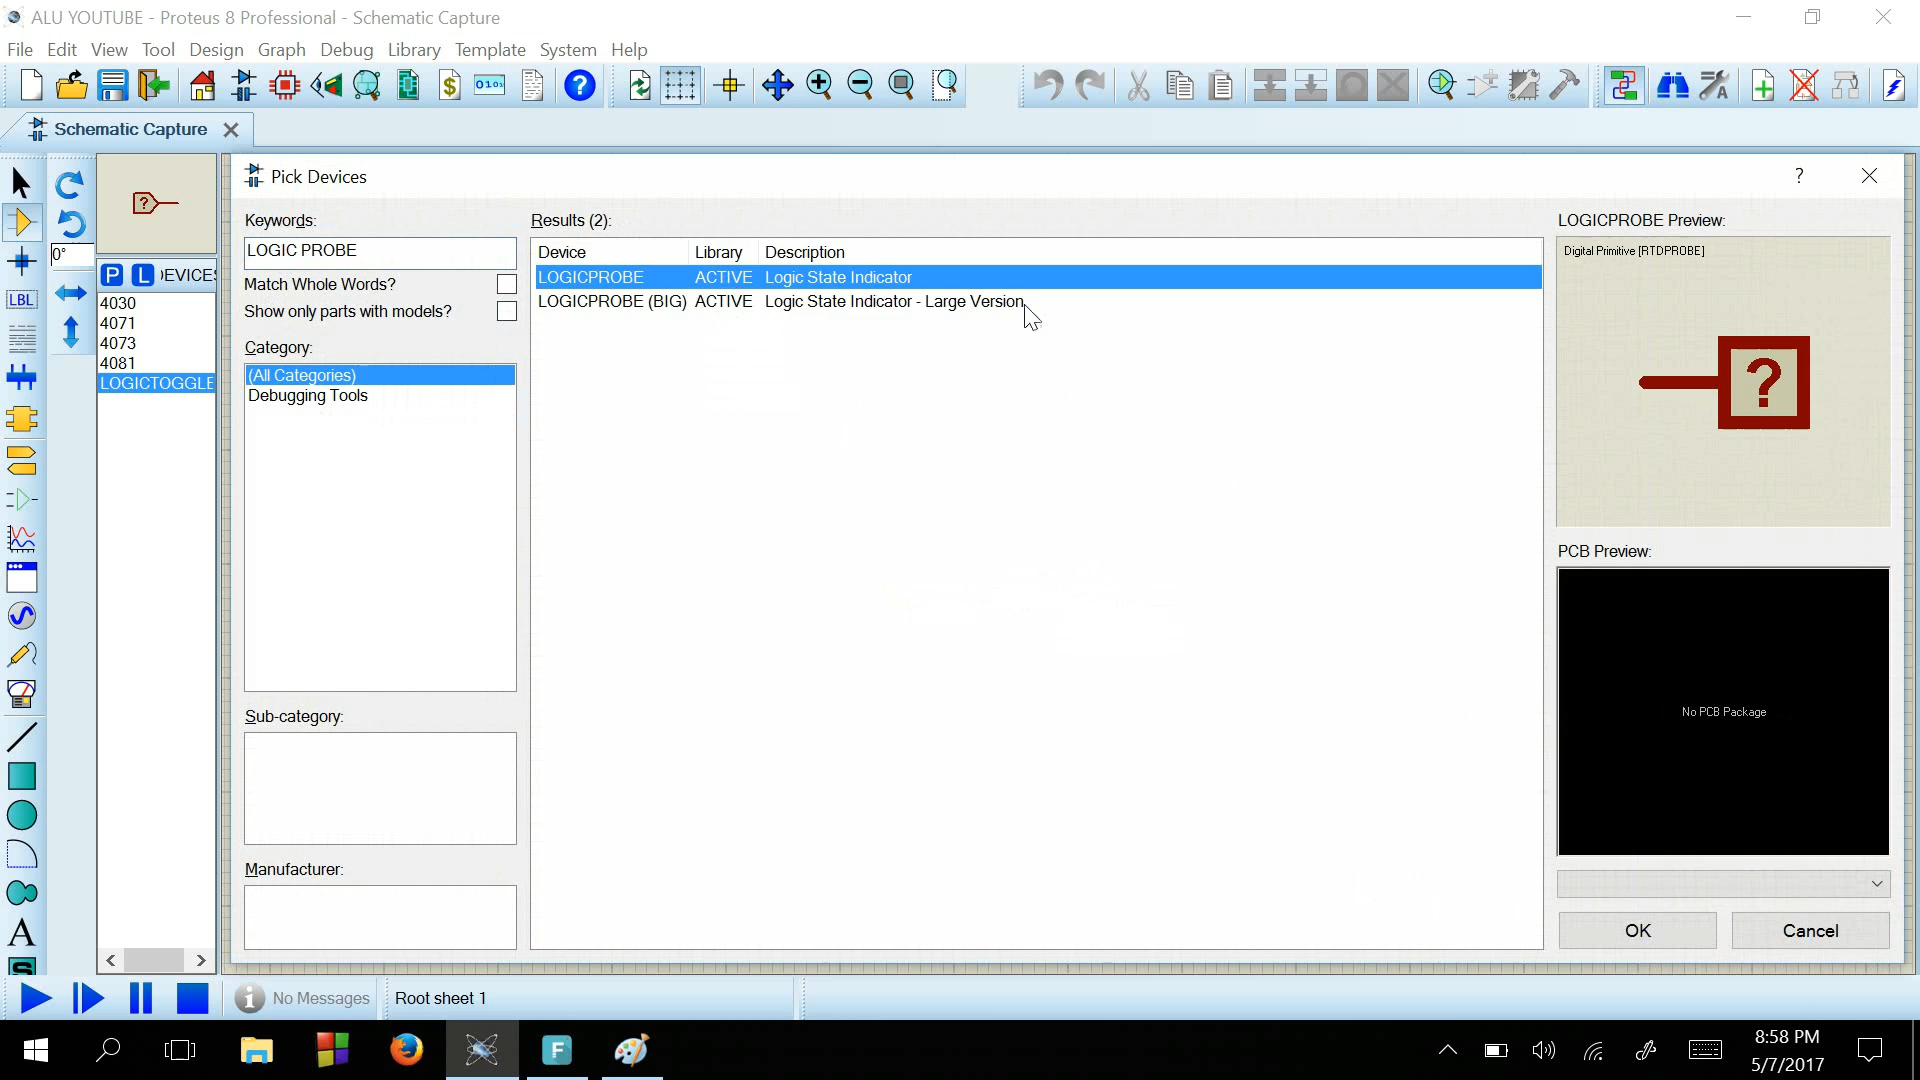 ALU YOUTUBE - Proteus 8 Professional - Schematic Capture
File Edit View Tool Design Graph Debug Library Template System Help
Schematic Capture
Pick Devices
?
Keywords:
LOGIC PROBE
Match Whole Words?
Show only parts with models?
Category:
(All Categories)
Debugging Tools
Sub-category:
Manufacturer:
Results (2):
Device Library Description
LOGICPROBE ACTIVE Logic State Indicator
LOGICPROBE (BIG) ACTIVE Logic State Indicator - Large Version
LOGICPROBE Preview:
Digital Primitive [RTDPROBE]
?
PCB Preview:
No PCB Package
OK Cancel
?
0°
P L DEVICES
4030
4071
4073
4081
LOGICTOGGLE
LBL
A
S
No Messages
Root sheet 1
F
8:58 PM
5/7/2017